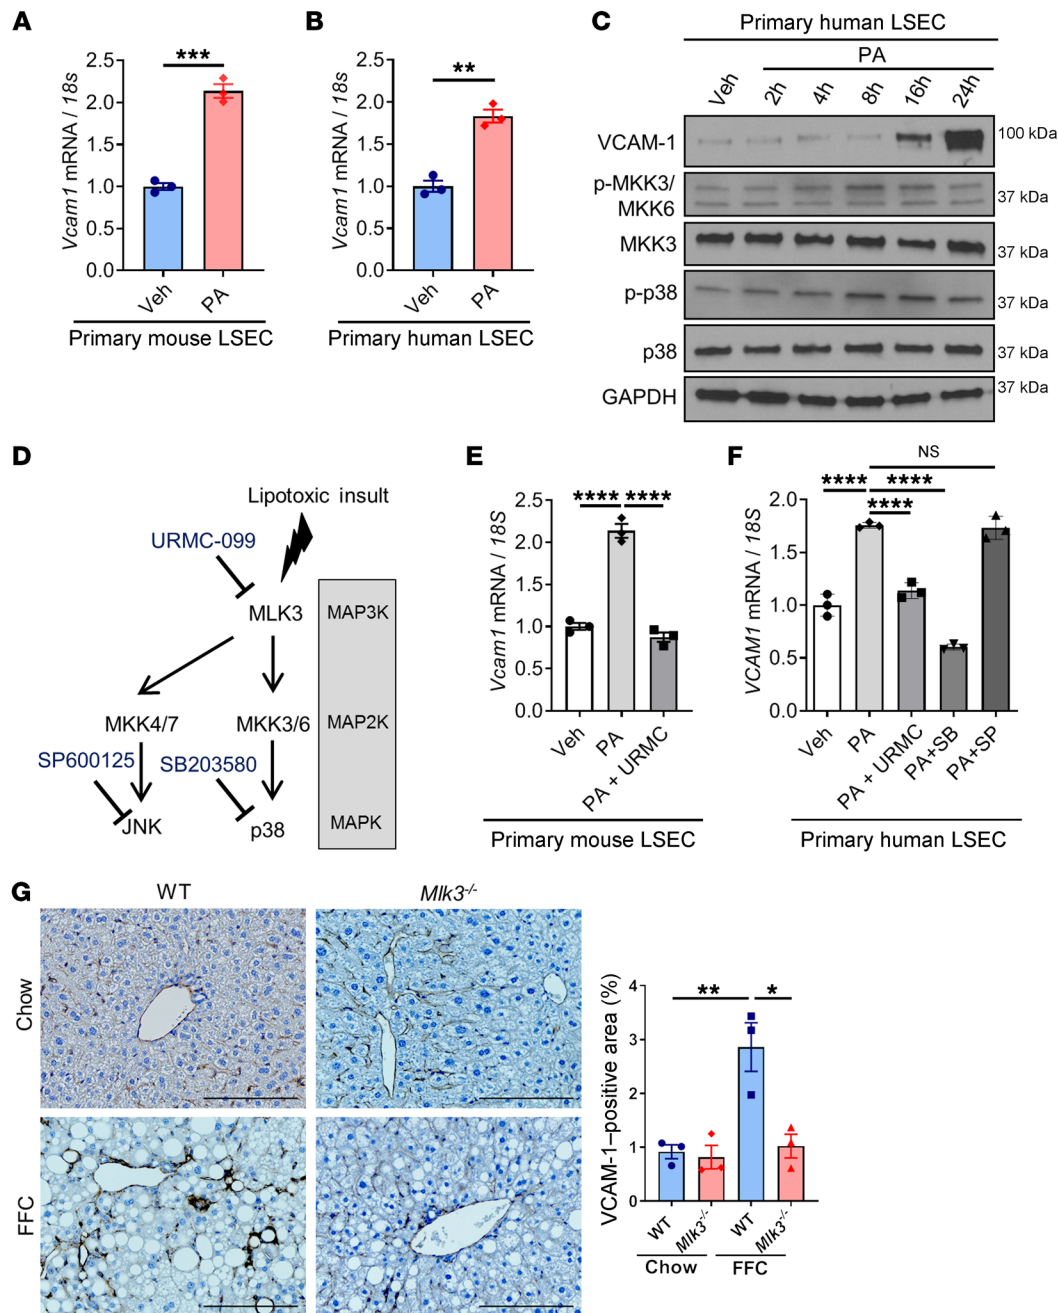 A
***
Vcam1 mRNA / 18s
2.5
2.0
1.5
1.0
0.5
0.0
Veh
PA
Primary mouse LSEC
B
**
Vcam1 mRNA / 18s
2.5
2.0
1.5
1.0
0.5
0.0
Veh
PA
Primary human LSEC
C
Primary human LSEC
PA
Veh 2h 4h 8h 16h 24h
VCAM-1 100 kDa
p-MKK3/
MKK6 37 kDa
MKK3 37 kDa
p-p38 37 kDa
p38 37 kDa
GAPDH 37 kDa
D
Lipotoxic insult
URMC-099
MLK3 MAP3K
MKK4/7 MKK3/6 MAP2K
SP600125 SB203580
JNK p38 MAPK
E
**** ****
Vcam1 mRNA / 18S
2.5
2.0
1.5
1.0
0.5
0.0
Veh
PA
PA + URMC
Primary mouse LSEC
F
NS
**** ****
****
VCAM1 mRNA / 18S
2.0
1.5
1.0
0.5
0.0
Veh
PA
PA + URMC
PA+SB
PA+SP
Primary human LSEC
G
WT Mlk3-/-
Chow
FFC
VCAM-1–positive area (%)
4
3
2
1
0
** *
WT
Mlk3-/-
WT
Mlk3-/-
Chow FFC